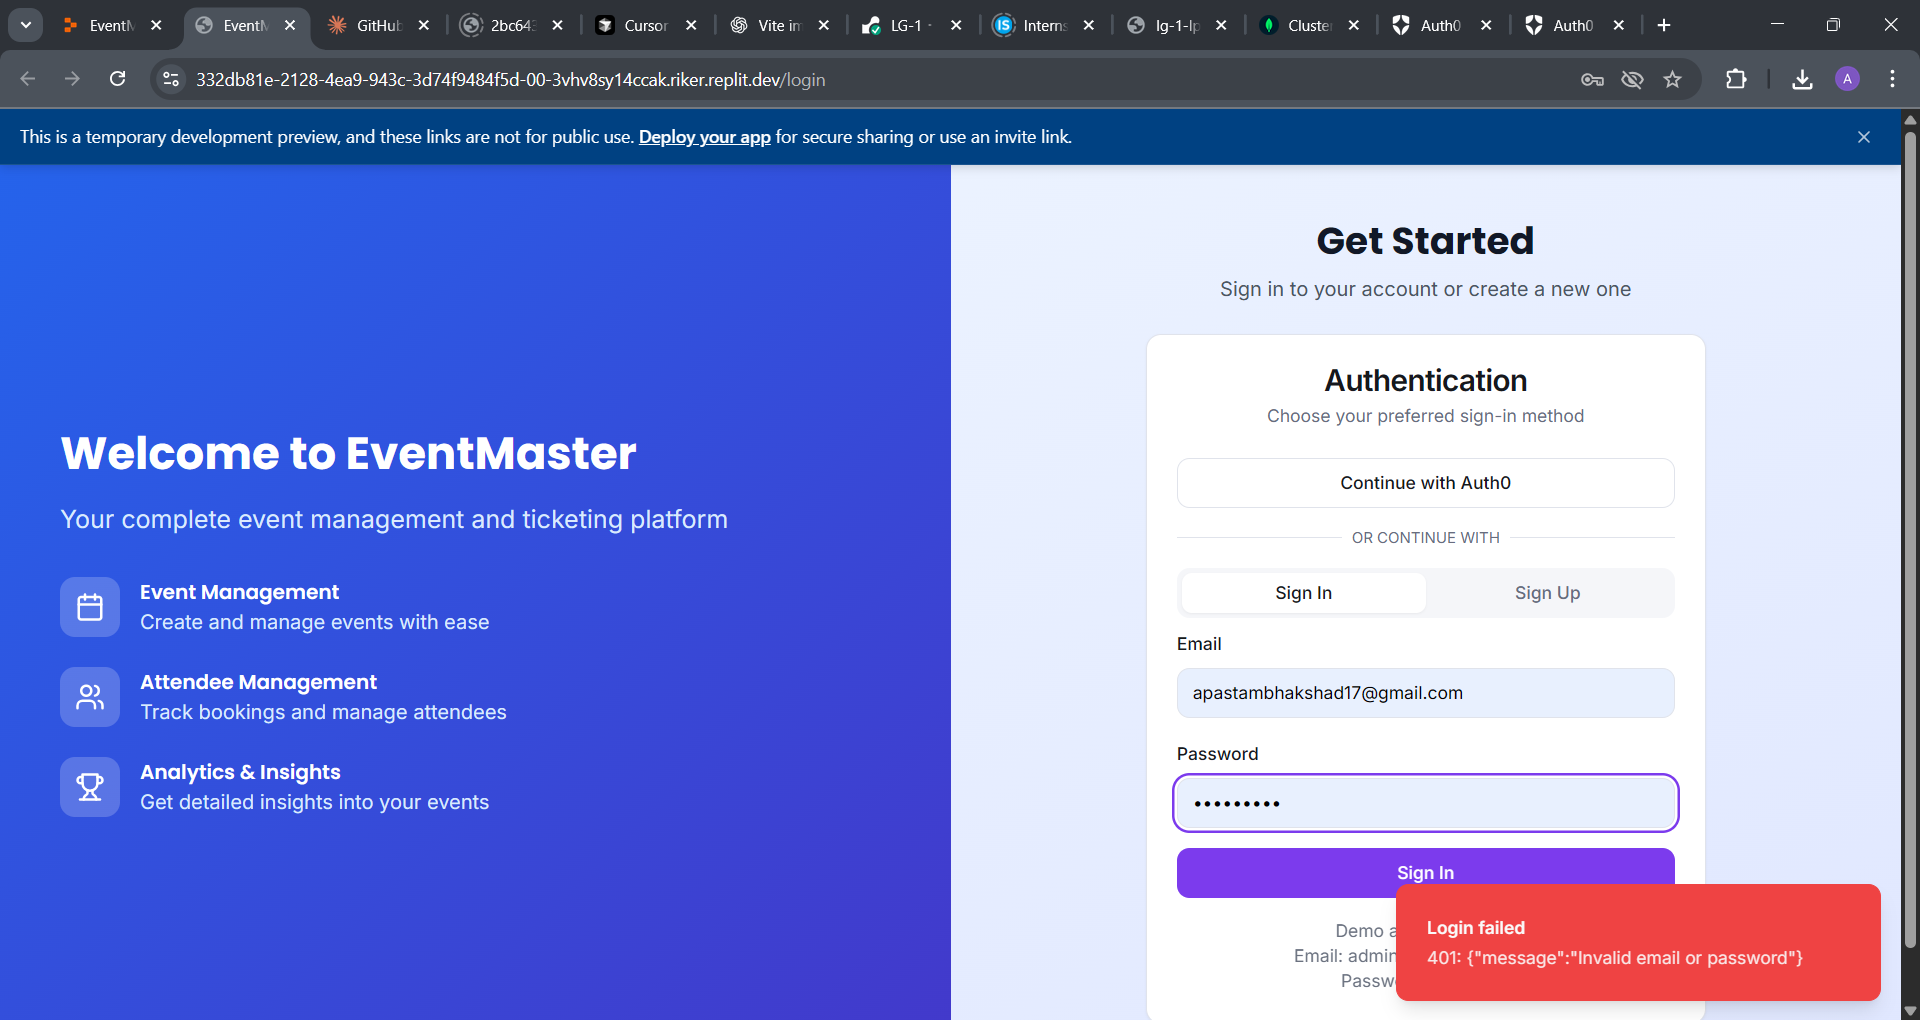 EventM
EventM
GitHub
2bc643
Cursor
Vite im
LG-1 -
Interns
lg-1-lp
Cluster
Auth0
Auth0
332db81e-2128-4ea9-943c-3d74f9484f5d-00-3vhv8sy14ccak.riker.replit.dev/login
A
This is a temporary development preview, and these links are not for public use. Deploy your app for secure sharing or use an invite link.
Welcome to EventMaster
Your complete event management and ticketing platform
Event Management
Create and manage events with ease
Attendee Management
Track bookings and manage attendees
Analytics & Insights
Get detailed insights into your events
Get Started
Sign in to your account or create a new one
Authentication
Choose your preferred sign-in method
Continue with Auth0
OR CONTINUE WITH
Sign In
Sign Up
Email
apastambhakshad17@gmail.com
Password
•••••••••
Sign In
Demo
Email: admin
Login failed
401: {"message":"Invalid email or password"}